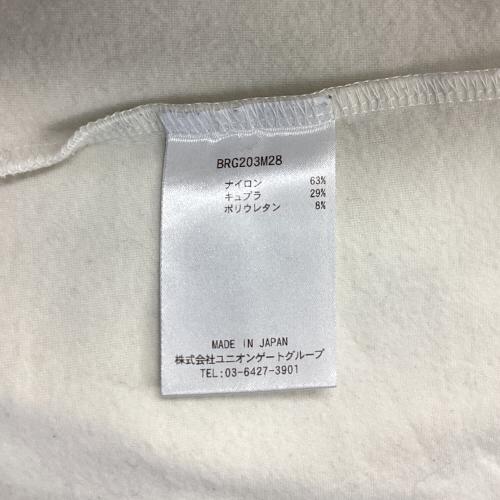 BRG203M28
ナイロン 63%
キュプラ 29%
ポリウレタン 8%
MADE IN JAPAN
株式会社ユニオンゲートグループ
TEL:03-6427-3901